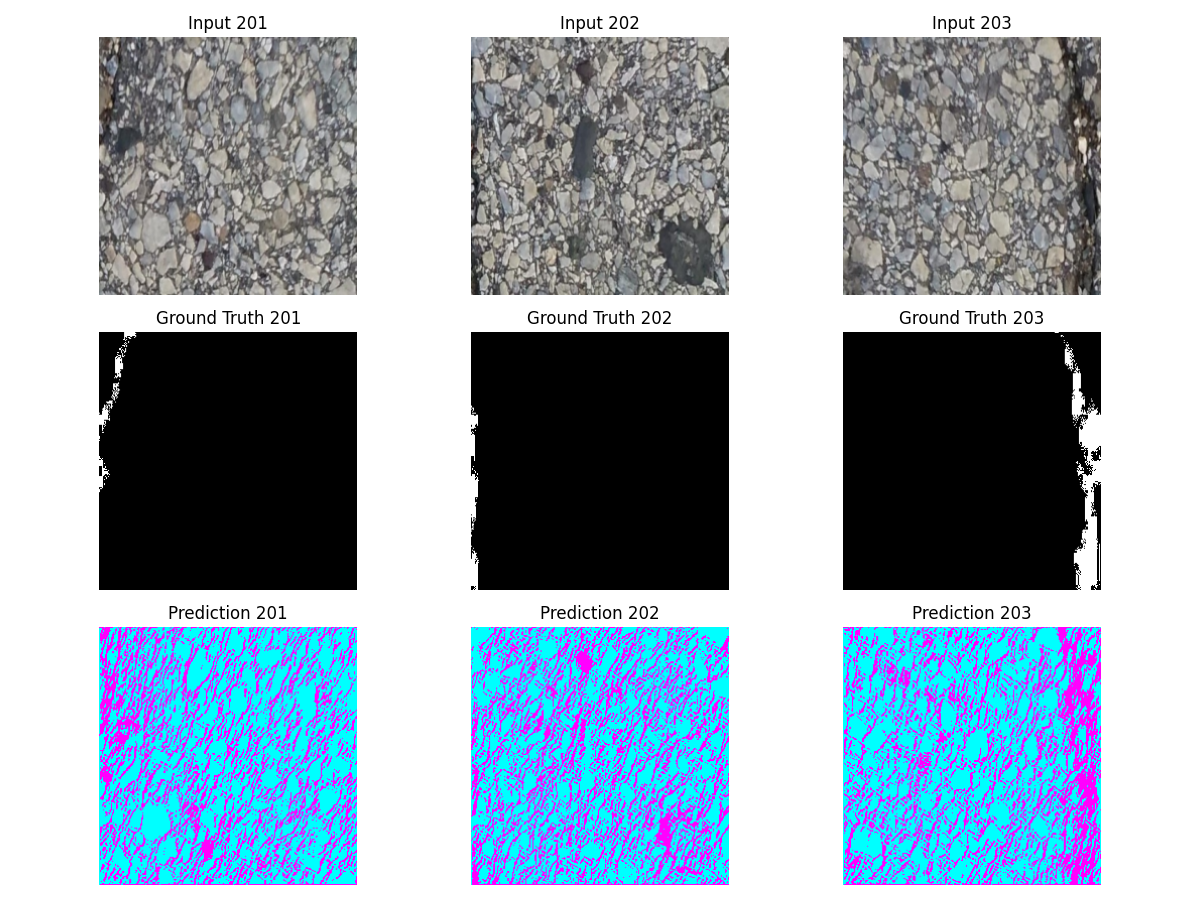 Input 201
Input 202
Input 203
Ground Truth 201
Ground Truth 202
Ground Truth 203
Prediction 201
Prediction 202
Prediction 203